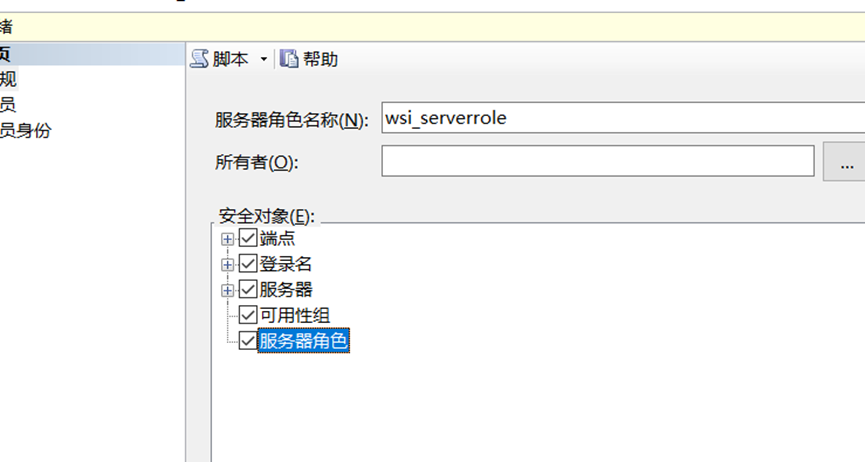 绪
页
脚本 帮助
规
员
员身份
服务器角色名称(N): wsi_serverrole
所有者(O): ...
安全对象(E):
端点
登录名
服务器
可用性组
服务器角色